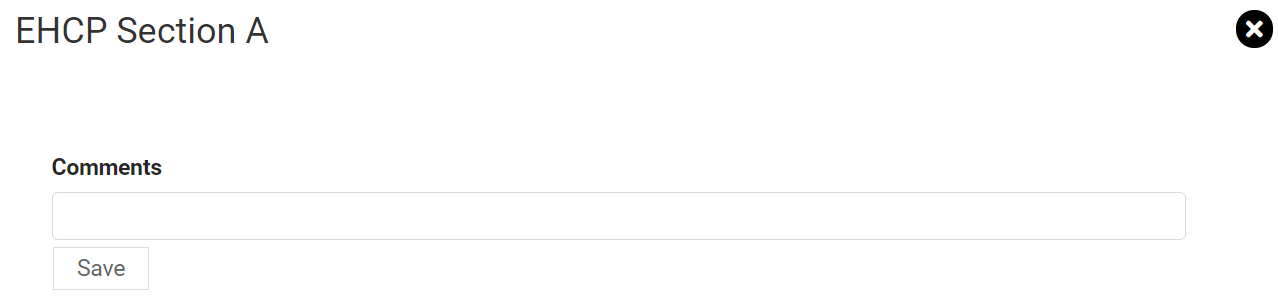 EHCP Section A
Comments
Save